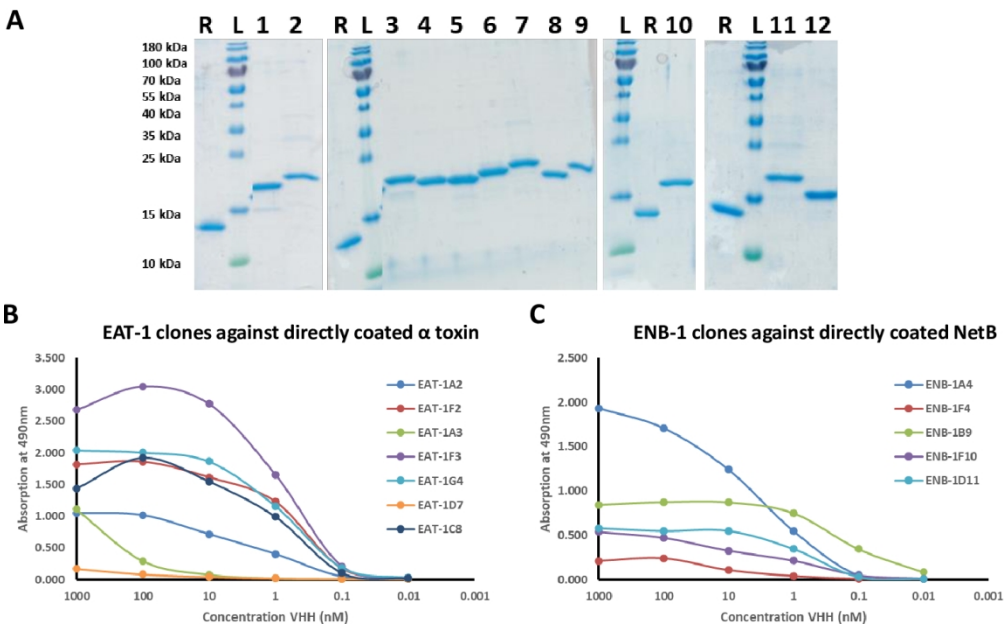 A
R L 1 2 R L 3 4 5 6 7 8 9 L R 10 R L 11 12
180 kDa
100 kDa
70 kDa
55 kDa
40 kDa
35 kDa
25 kDa
15 kDa
10 kDa
B
EAT-1 clones against directly coated α toxin
3.500
3.000
2.500
2.000
1.500
1.000
0.500
0.000
Absorption at 490nm
1000 100 10 1 0.1 0.01 0.001
Concentration VHH (nM)
EAT-1A2
EAT-1F2
EAT-1A3
EAT-1F3
EAT-1G4
EAT-1D7
EAT-1C8
C
ENB-1 clones against directly coated NetB
2.500
2.000
1.500
1.000
0.500
0.000
Absorption at 490nm
1000 100 10 1 0.1 0.01 0.001
Concentration VHH (nM)
ENB-1A4
ENB-1F4
ENB-1B9
ENB-1F10
ENB-1D11